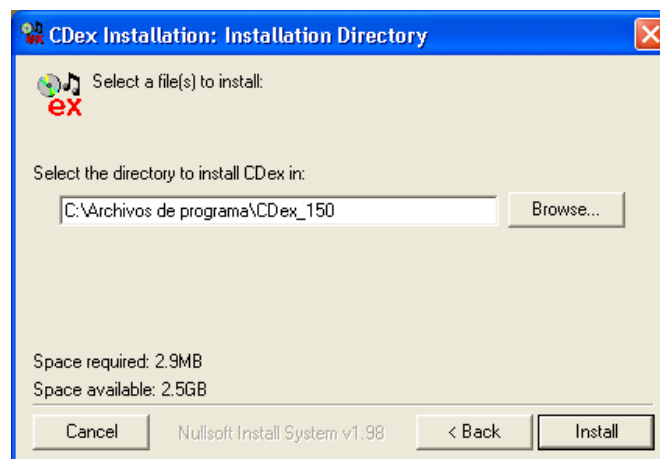 CDex Installation: Installation Directory
Select a file(s) to install:
ex
Select the directory to install CDex in:
C:\Archivos de programa\CDex_150
Browse...
Space required: 2.9MB
Space available: 2.5GB
Cancel
Nullsoft Install System v1.98
< Back
Install